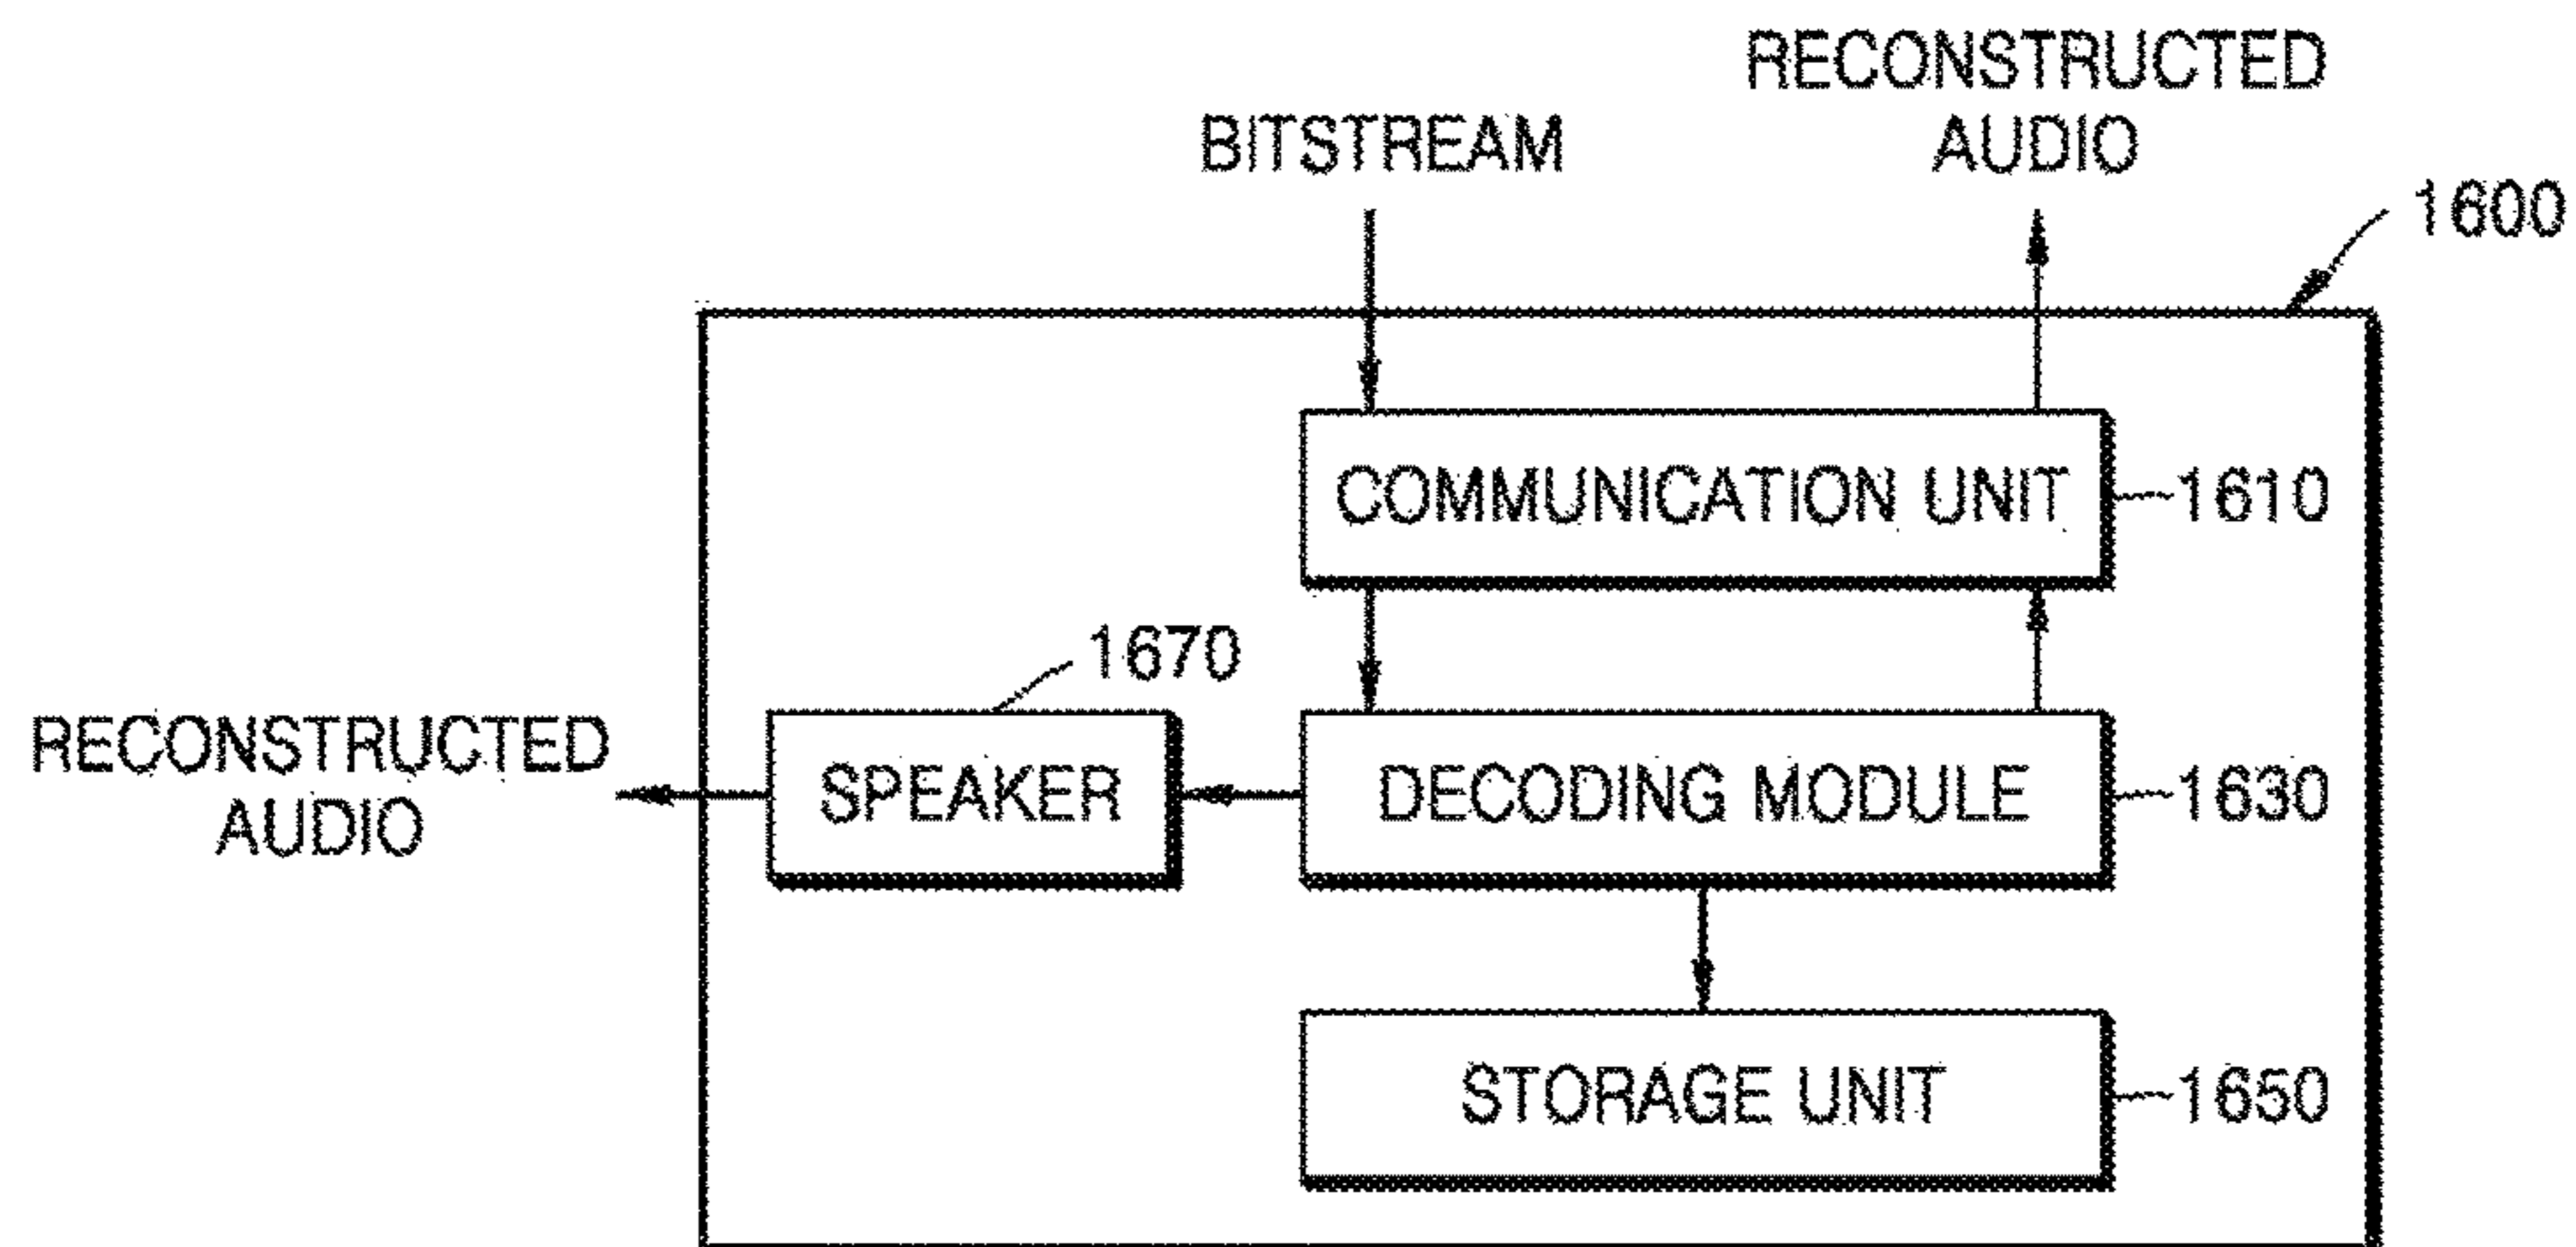 RECONSTRUCTED
AUDIO
BITSTREAM
1600
COMMUNICATION UNIT
1610
1670
RECONSTRUCTED
AUDIO
SPEAKER
DECODING MODULE
1630
STORAGE UNIT
1650